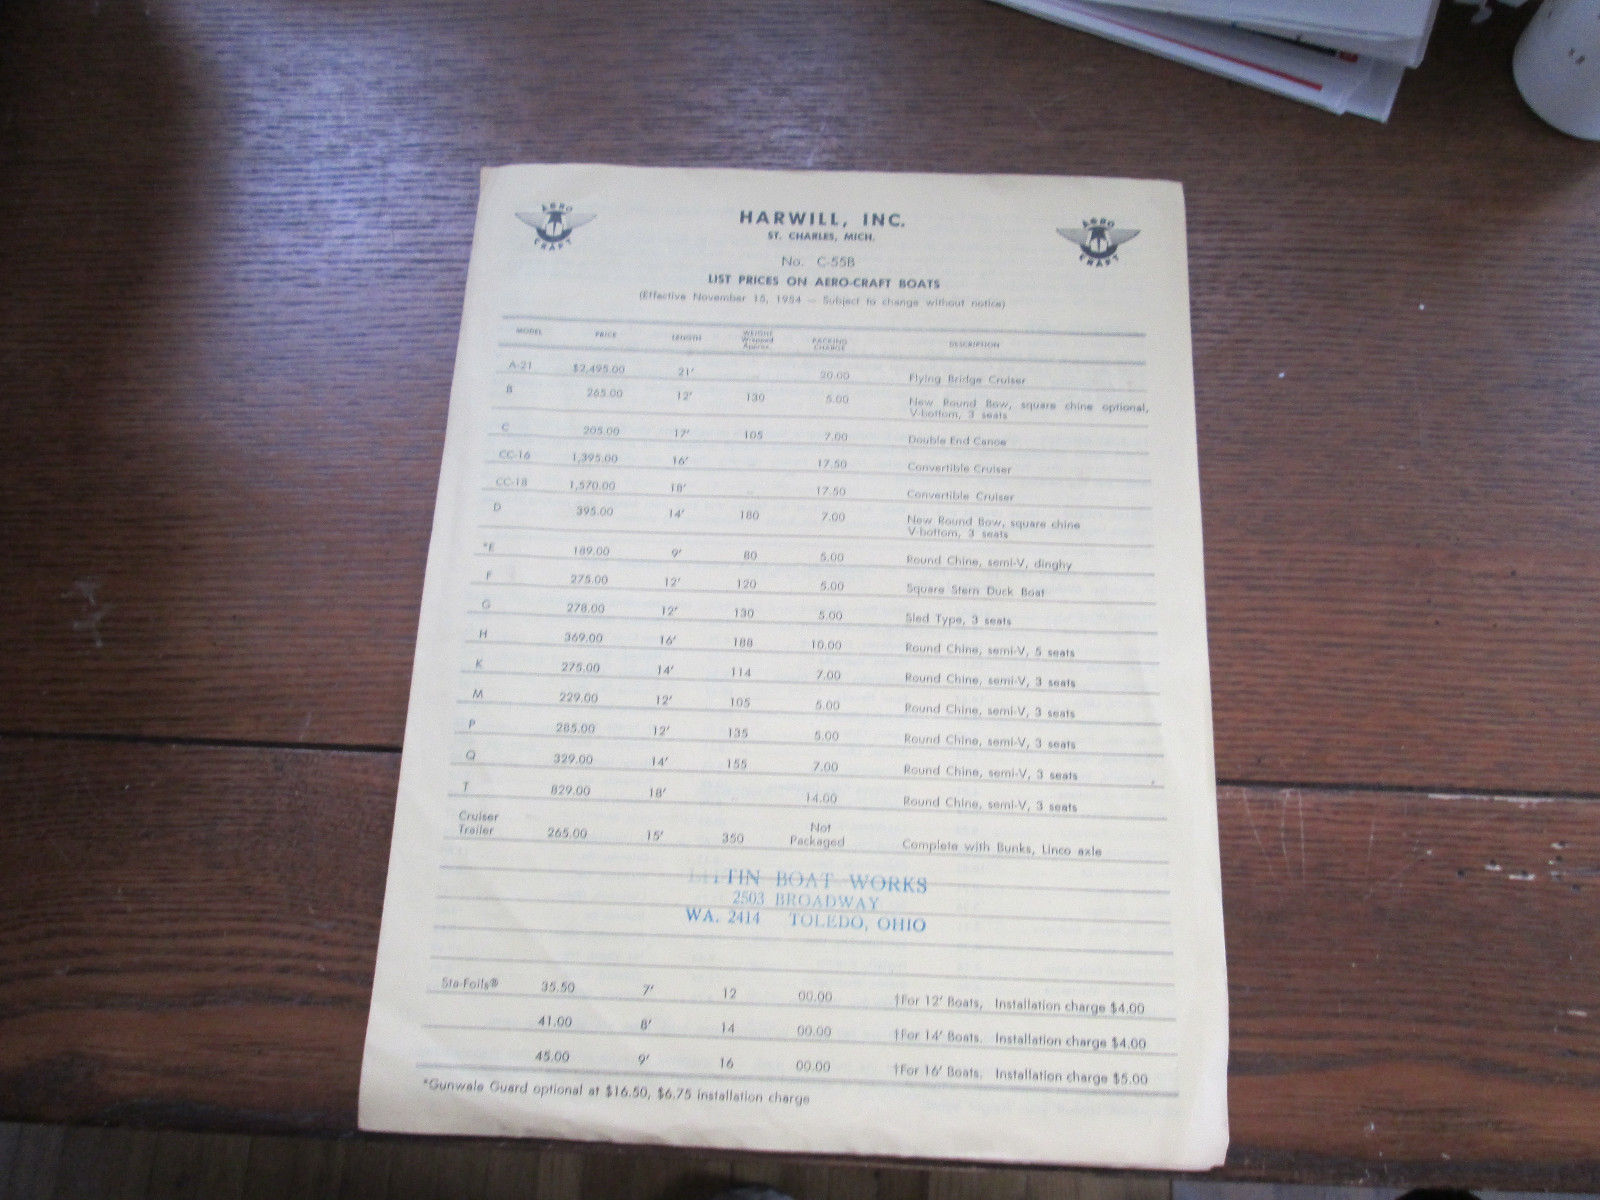 AERO CRAFT
HARWILL, INC.
AERO CRAFT
ST. CHARLES, MICH.
No. C-55B
LIST PRICES ON AERO-CRAFT BOATS
(Effective November 15, 1954 — Subject to change without notice)
MODEL PRICE LENGTH WEIGHT Wrapped Approx. PACKING CHARGE DESCRIPTION
A-21 $2,495.00 21' 20.00 Flying Bridge Cruiser
B 265.00 12' 130 5.00 New Round Bow, square chine optional,
V-bottom, 3 seats
C 205.00 17' 105 7.00 Double End Canoe
CC-16 1,395.00 16' 17.50 Convertible Cruiser
CC-18 1,570.00 18' 17.50 Convertible Cruiser
D 395.00 14' 180 7.00 New Round Bow, square chine
V-bottom, 3 seats
*E 189.00 9' 80 5.00 Round Chine, semi-V, dinghy
F 275.00 12' 120 5.00 Square Stern Duck Boat
G 278.00 12' 130 5.00 Sled Type, 3 seats
H 369.00 16' 188 10.00 Round Chine, semi-V, 5 seats
K 275.00 14' 114 7.00 Round Chine, semi-V, 3 seats
M 229.00 12' 105 5.00 Round Chine, semi-V, 3 seats
P 285.00 12' 135 5.00 Round Chine, semi-V, 3 seats
Q 329.00 14' 155 7.00 Round Chine, semi-V, 3 seats
T 829.00 18' 14.00 Round Chine, semi-V, 3 seats
Cruiser Trailer 265.00 15' 350 Not Packaged Complete with Bunks, Linco axle
BOAT WORKS
2503 BROADWAY
WA. 2414 TOLEDO, OHIO
Sta-Foils® 35.50 7' 12 00.00 †For 12' Boats, Installation charge $4.00
41.00 8' 14 00.00 †For 14' Boats, Installation charge $4.00
45.00 9' 16 00.00 †For 16' Boats, Installation charge $5.00
*Gunwale Guard optional at $16.50, $6.75 installation charge